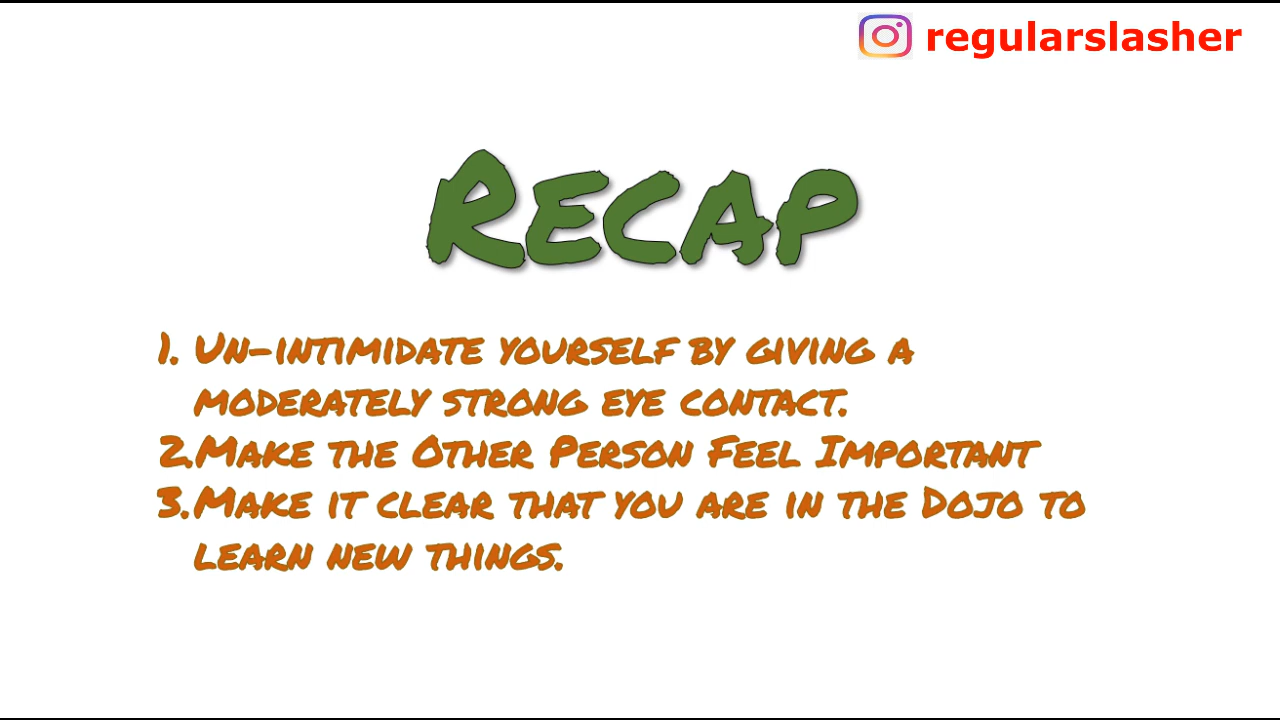 regularslasher
Recap
1. Un-intimidate yourself by giving a
moderately strong eye contact.
2. Make the Other Person Feel Important
3. Make it clear that you are in the Dojo to
learn new things.